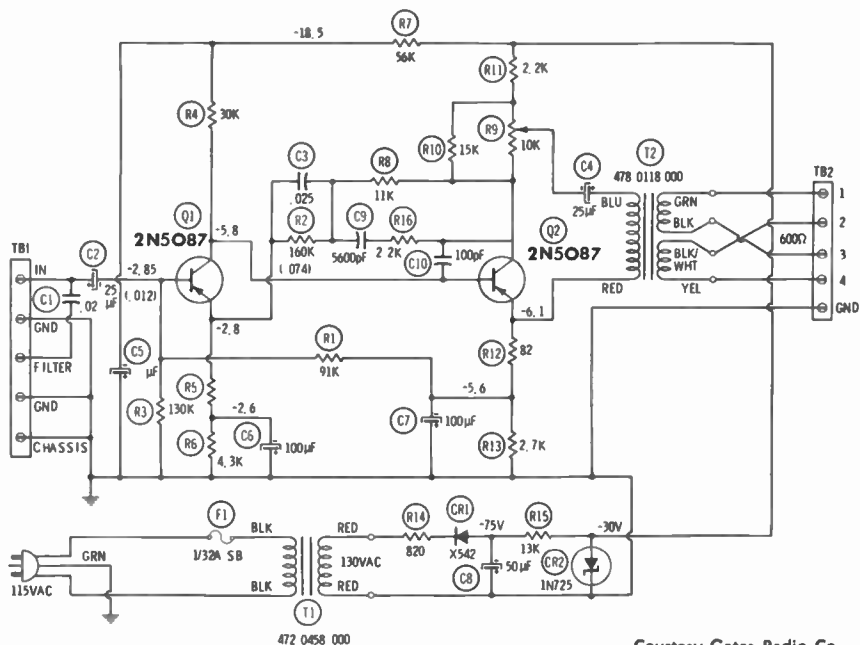 R7
-18.5
56K
R11
2.2K
R4
30K
R10
15K
R9
10K
C3
.025
R8
11K
C4
25µF
T2
478 0118 000
TB2
BLU
GRN
BLK
BLK/
WHT
RED
YEL
600Ω
1
2
3
4
GND
Q1
2N5087
-5.8
R2
160K
(.074)
C9
5600pF
R16
2 2K
C10
100pF
Q2
2N5087
TB1
IN
C2
25
µF
-2.85
(.012)
C1
.02
GND
FILTER
GND
CHASSIS
-2.8
-6.1
C5
µF
R1
91K
R12
82
R3
130K
R5
-2.6
-5.6
R6
4.3K
C6
100µF
C7
100µF
R13
2.7K
F1
1/32A SB
BLK
GRN
115VAC
BLK
T1
472 0458 000
RED
130VAC
RED
R14
820
CR1
X542
-75V
C8
50µF
R15
13K
-30V
CR2
1N725
Courtesy Gates Radio Co